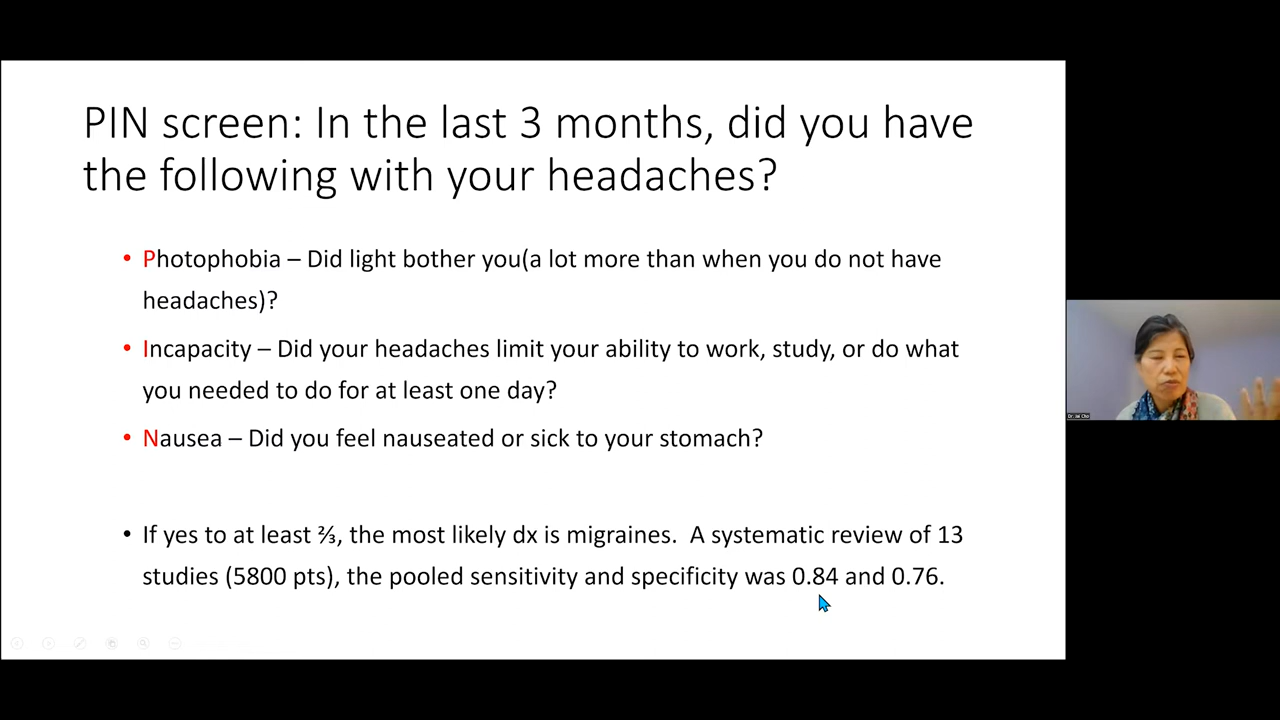 PIN screen: In the last 3 months, did you have
the following with your headaches?
• Photophobia – Did light bother you(a lot more than when you do not have
headaches)?
• Incapacity – Did your headaches limit your ability to work, study, or do what
you needed to do for at least one day?
• Nausea – Did you feel nauseated or sick to your stomach?
• If yes to at least ⅔, the most likely dx is migraines.  A systematic review of 13
studies (5800 pts), the pooled sensitivity and specificity was 0.84 and 0.76.